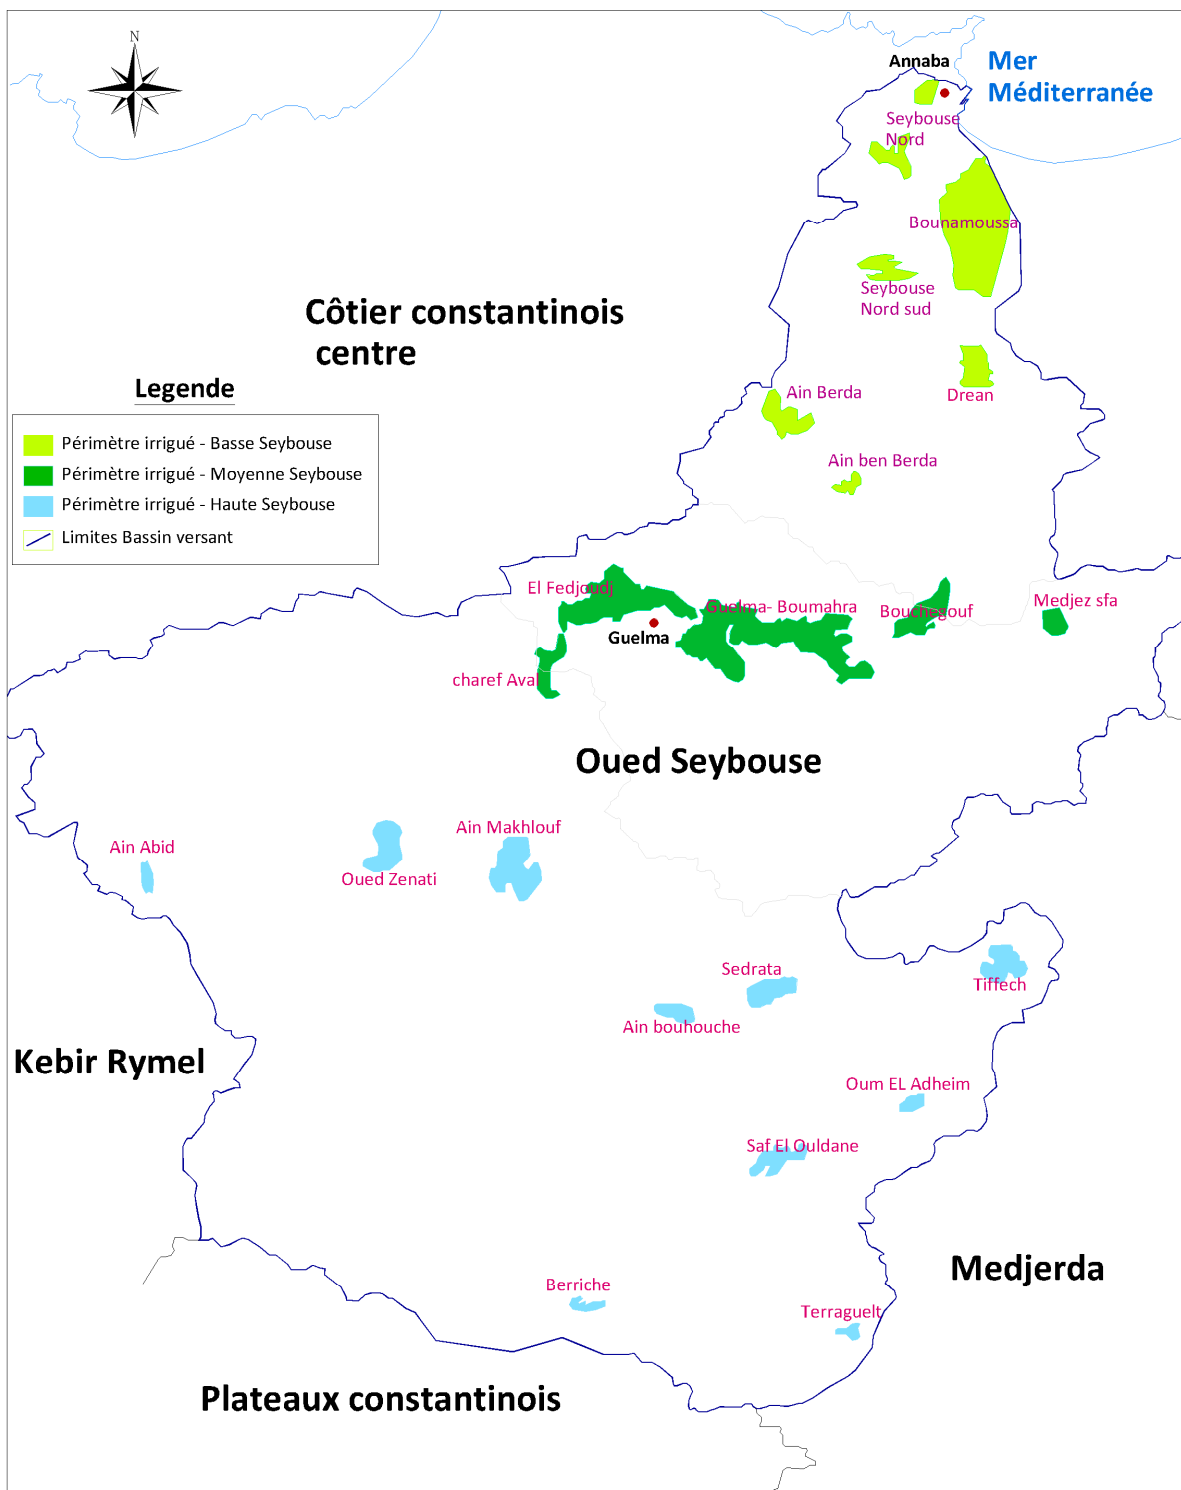 N
Annaba
Mer
Méditerranée
Seybouse
Nord
Bounamoussa
Seybouse
Nord sud
Côtier constantinois
centre
Legende
Périmètre irrigué - Basse Seybouse
Périmètre irrigué - Moyenne Seybouse
Périmètre irrigué - Haute Seybouse
Limites Bassin versant
Drean
Ain Berda
Ain ben Berda
El Fedjoudj
Guelma- Boumahra
Bouchegouf
Medjez sfa
Guelma
charef Aval
Oued Seybouse
Ain Abid
Oued Zenati
Ain Makhlouf
Sedrata
Tiffech
Ain bouhouche
Kebir Rymel
Oum EL Adheim
Saf El Ouldane
Medjerda
Berriche
Terraguelt
Plateaux constantinois